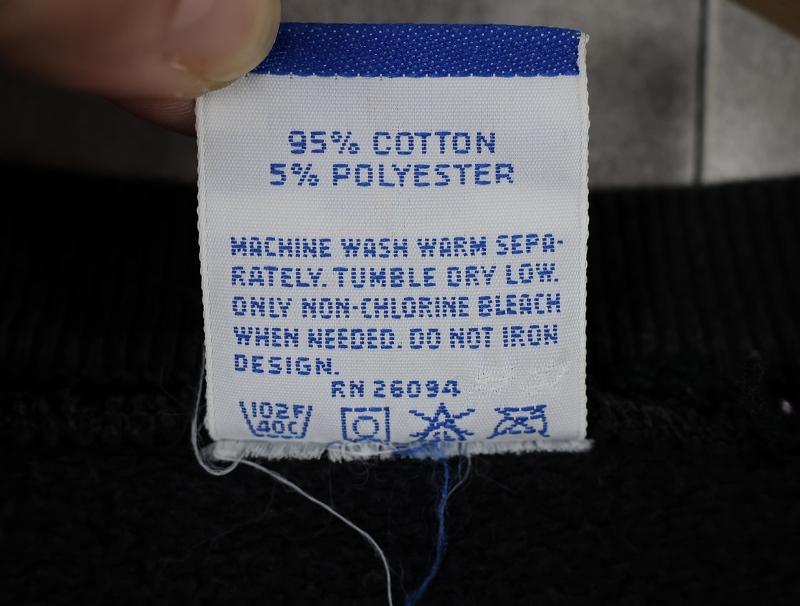 95% COTTON
5% POLYESTER
MACHINE WASH WARM SEPA-
RATELY. TUMBLE DRY LOW.
ONLY NON-CHLORINE BLEACH
WHEN NEEDED. DO NOT IRON
DESIGN.
RN 26094
102F
40C